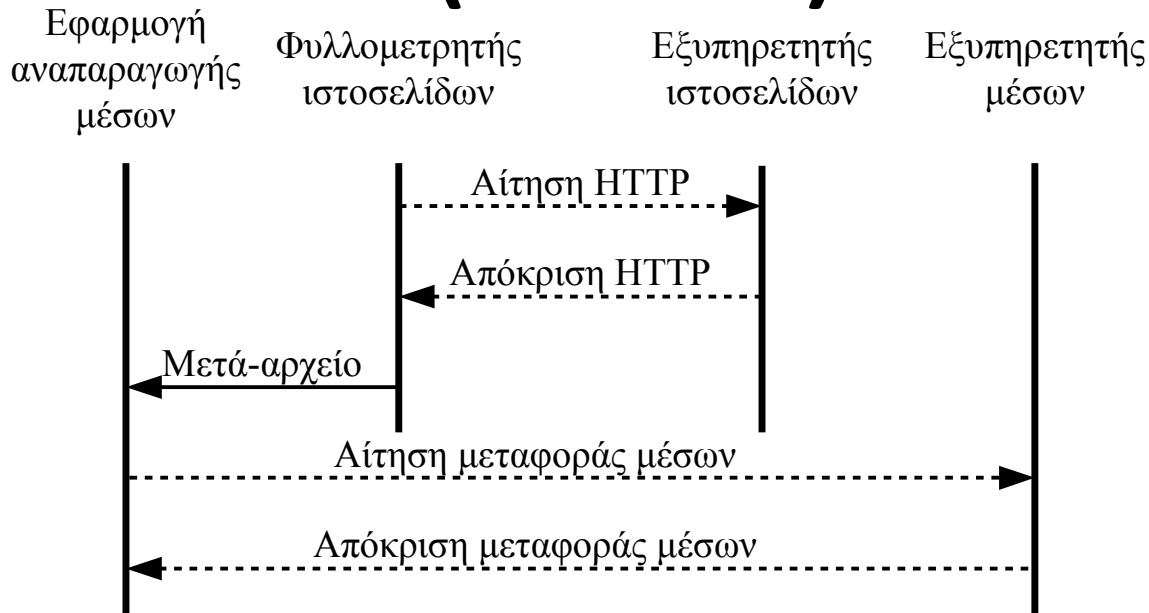 Εφαρμογή
αναπαραγωγής
μέσων
Φυλλομετρητής
ιστοσελίδων
Εξυπηρετητής
ιστοσελίδων
Εξυπηρετητής
μέσων
Αίτηση HTTP
Απόκριση HTTP
Μετά-αρχείο
Αίτηση μεταφοράς μέσων
Απόκριση μεταφοράς μέσων